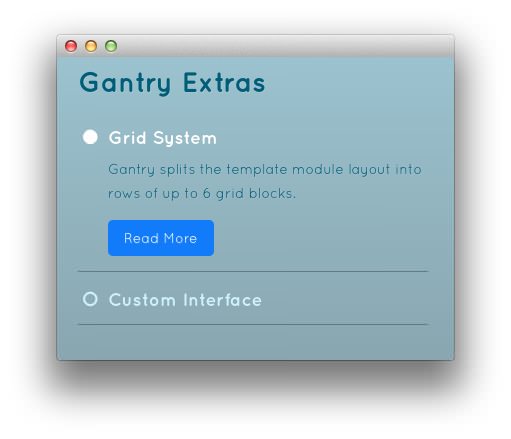 Gantry Extras
Grid System
Gantry splits the template module layout into
rows of up to 6 grid blocks.
Read More
Custom Interface